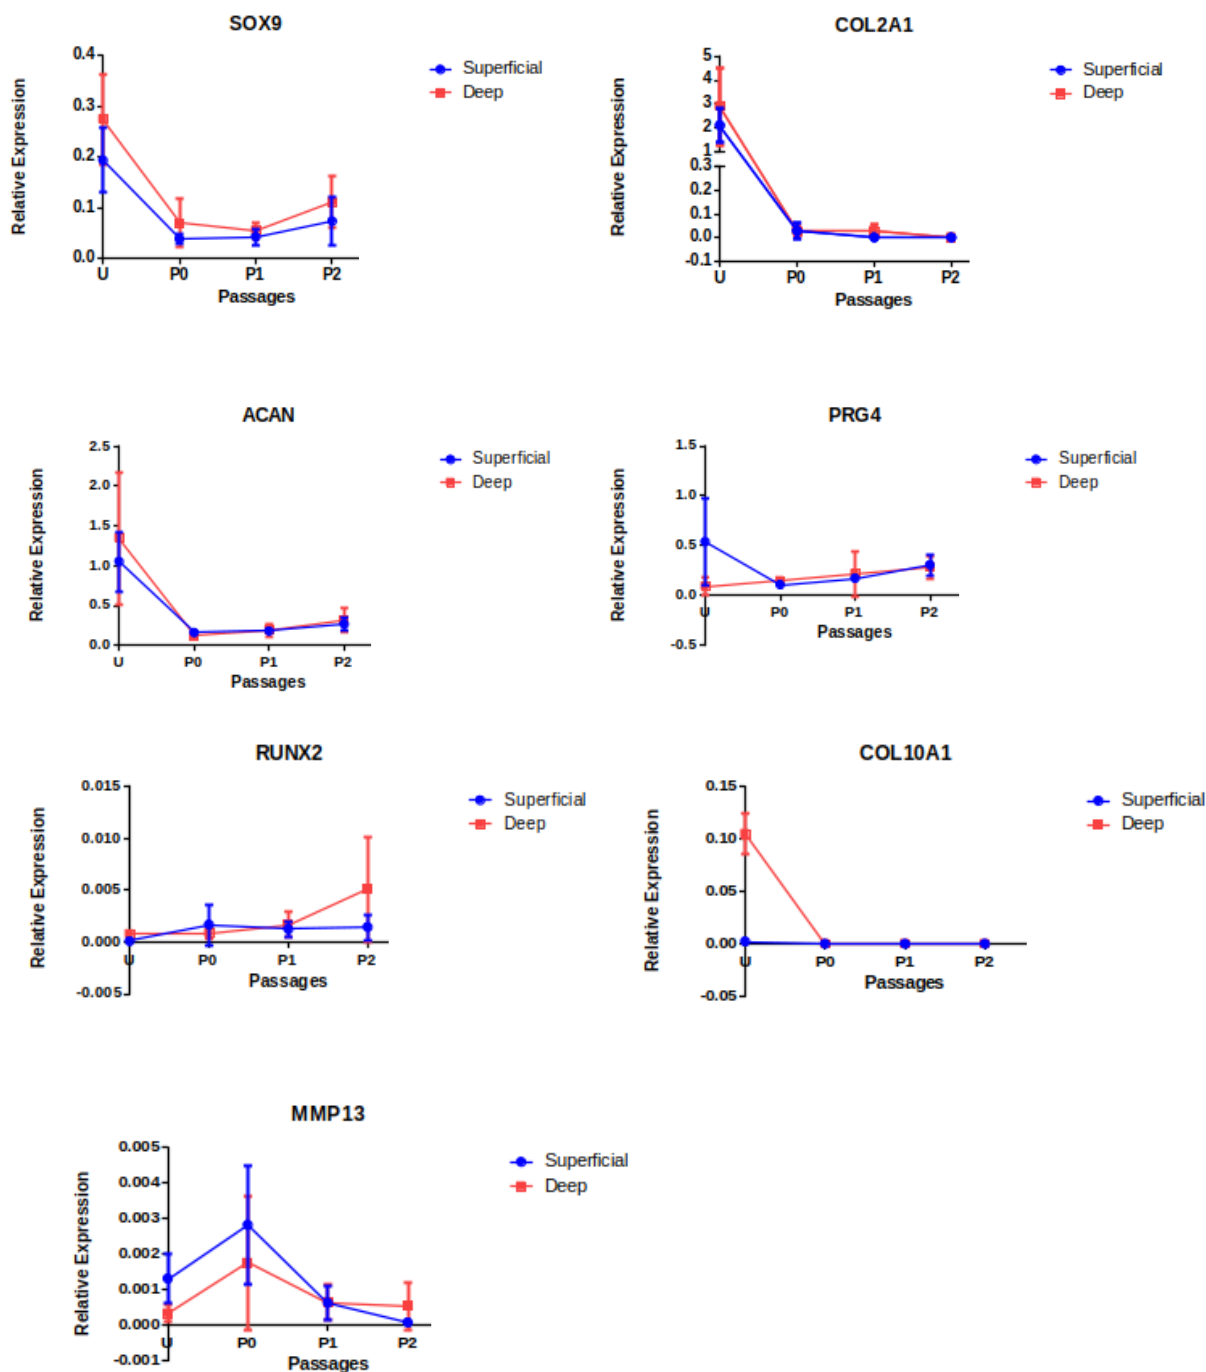 SOX9
Relative Expression
0.4
0.3
0.2
0.1
0.0
U P0 P1 P2
Passages
Superficial
Deep
COL2A1
Relative Expression
5
4
3
2
1
0.3
0.2
0.1
0.0
-0.1
U P0 P1 P2
Passages
Superficial
Deep
ACAN
Relative Expression
2.5
2.0
1.5
1.0
0.5
0.0
U P0 P1 P2
Passages
Superficial
Deep
PRG4
Relative Expression
1.5
1.0
0.5
0.0
-0.5
U P0 P1 P2
Passages
Superficial
Deep
RUNX2
Relative Expression
0.015
0.010
0.005
0.000
-0.005
U P0 P1 P2
Passages
Superficial
Deep
COL10A1
Relative Expression
0.15
0.10
0.05
0.00
-0.05
U P0 P1 P2
Passages
Superficial
Deep
MMP13
Relative Expression
0.005
0.004
0.003
0.002
0.001
0.000
-0.001
U P0 P1 P2
Passages
Superficial
Deep